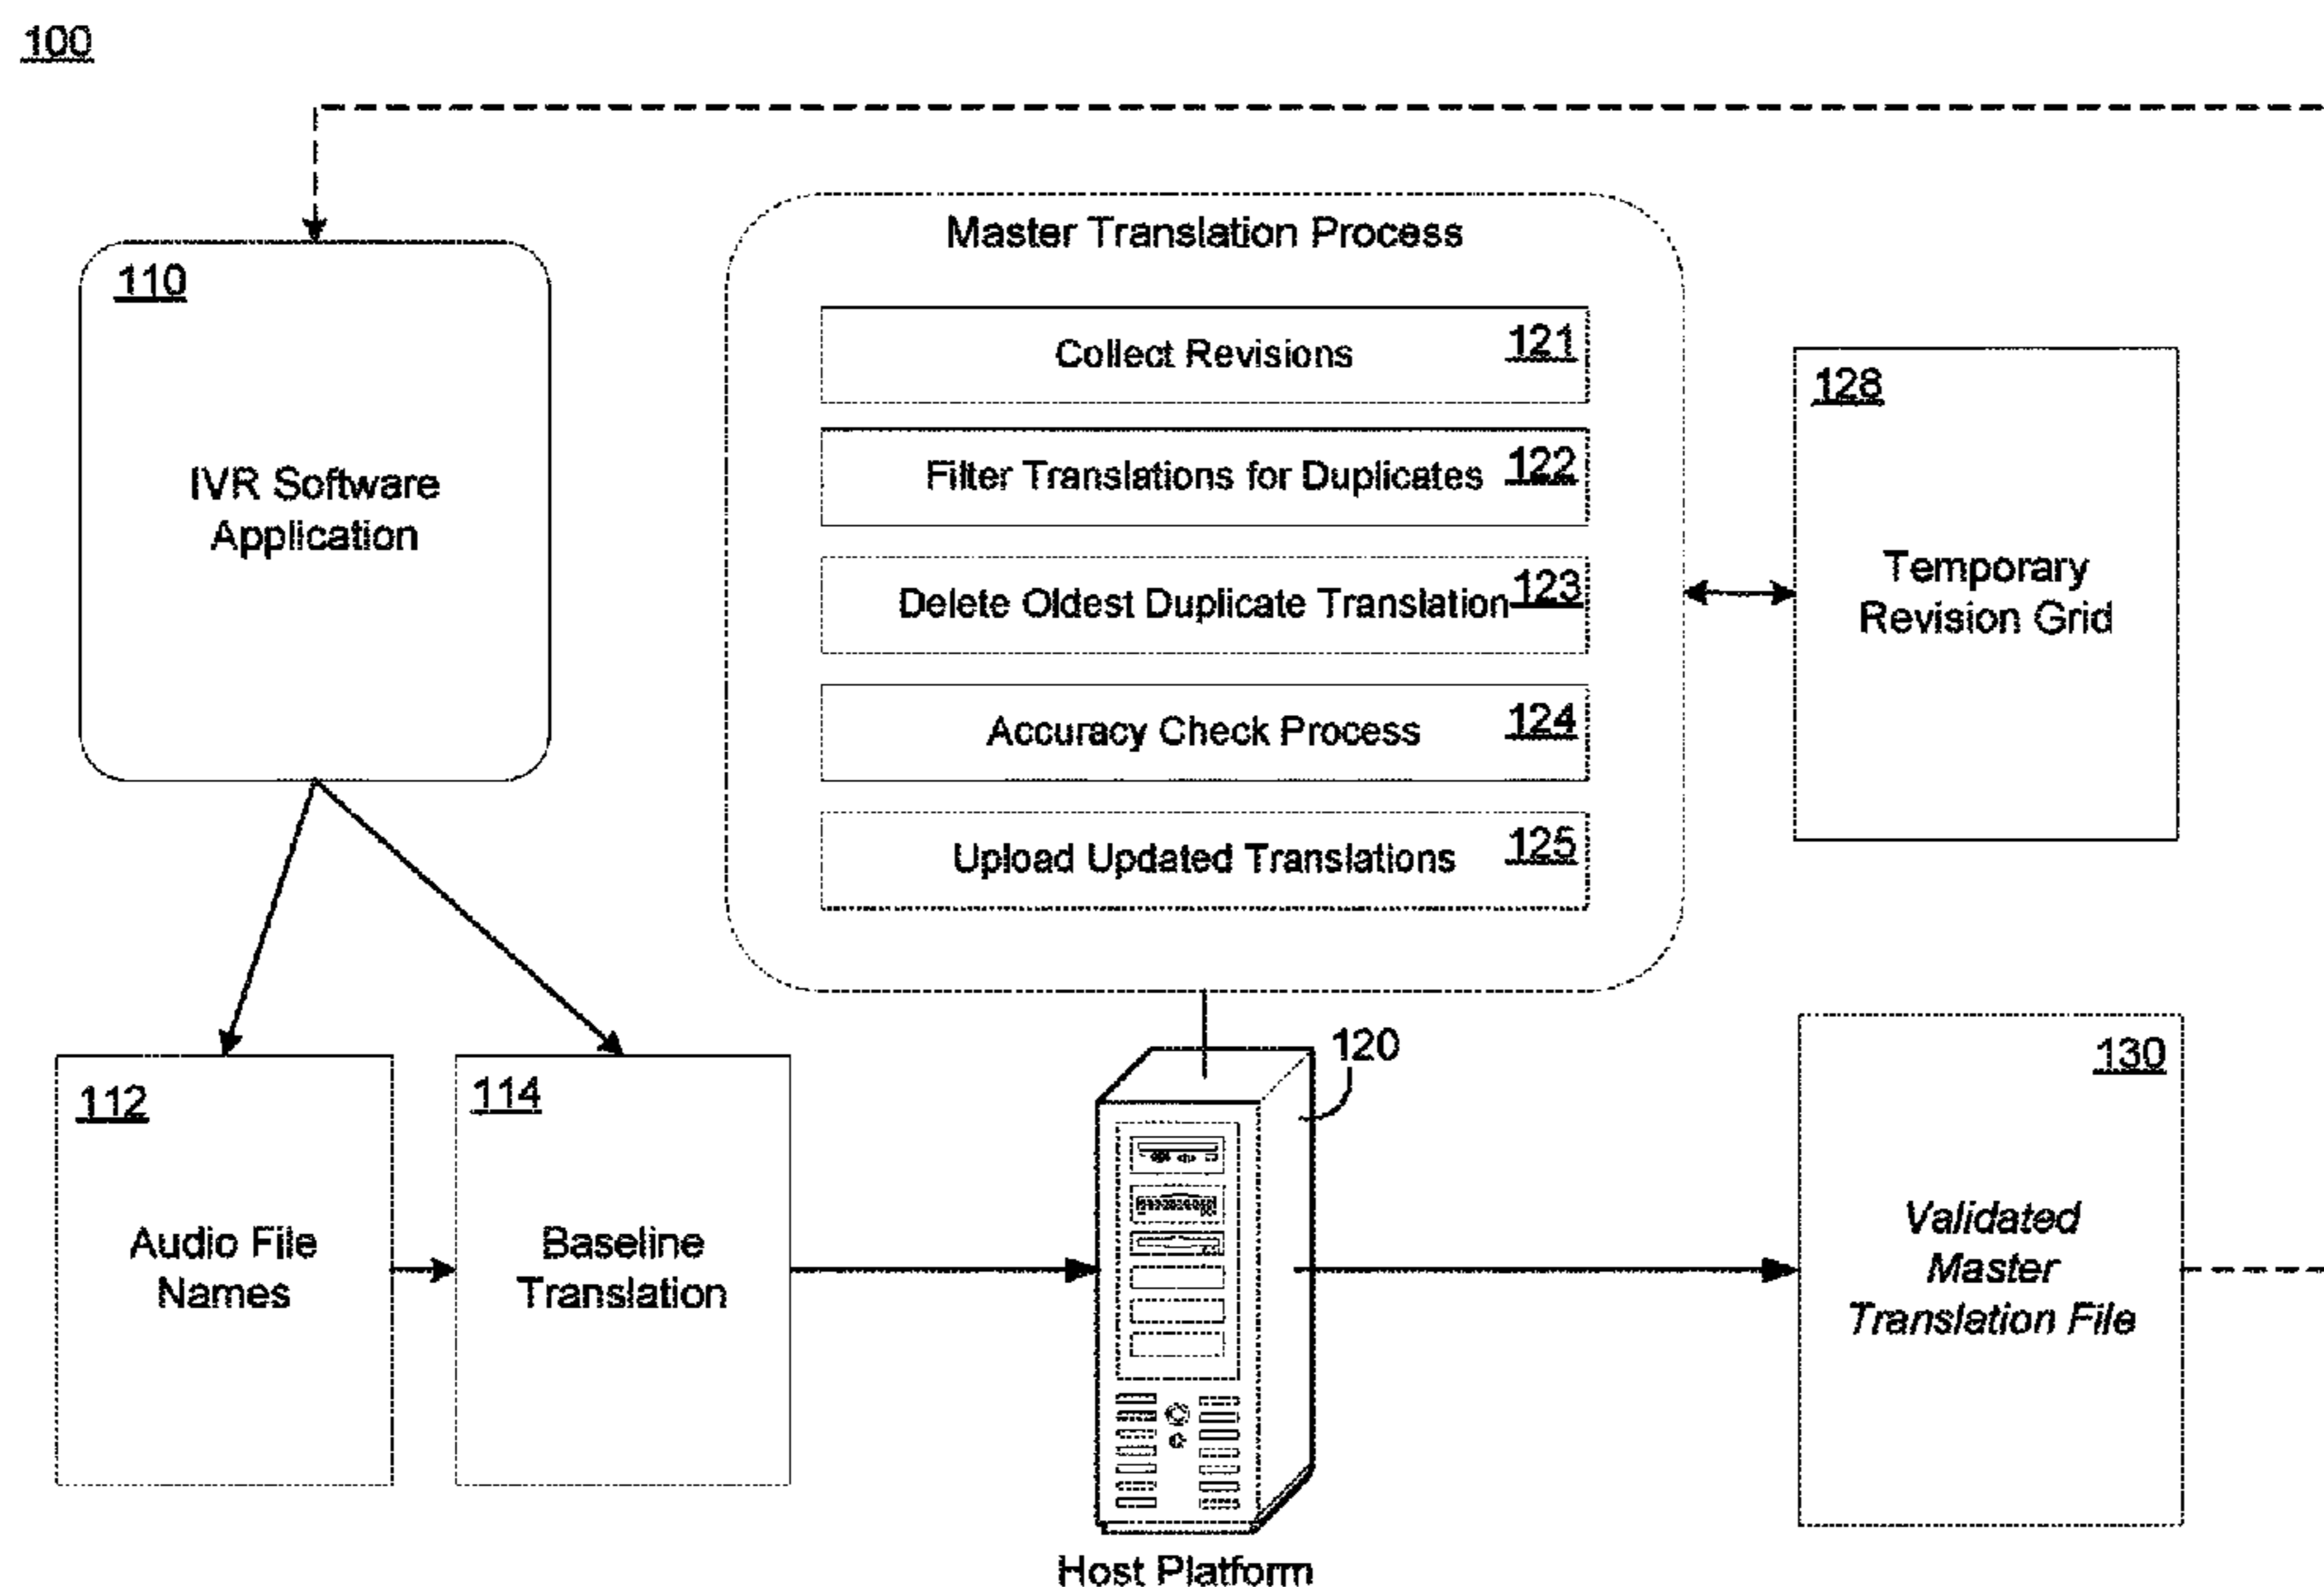 100
110
IVR Software
Application
Master Translation Process
Collect Revisions 121
Filter Translations for Duplicates 122
Delete Oldest Duplicate Translation 123
Accuracy Check Process 124
Upload Updated Translations 125
128
Temporary
Revision Grid
112
Audio File
Names
114
Baseline
Translation
120
Host Platform
130
Validated
Master
Translation File